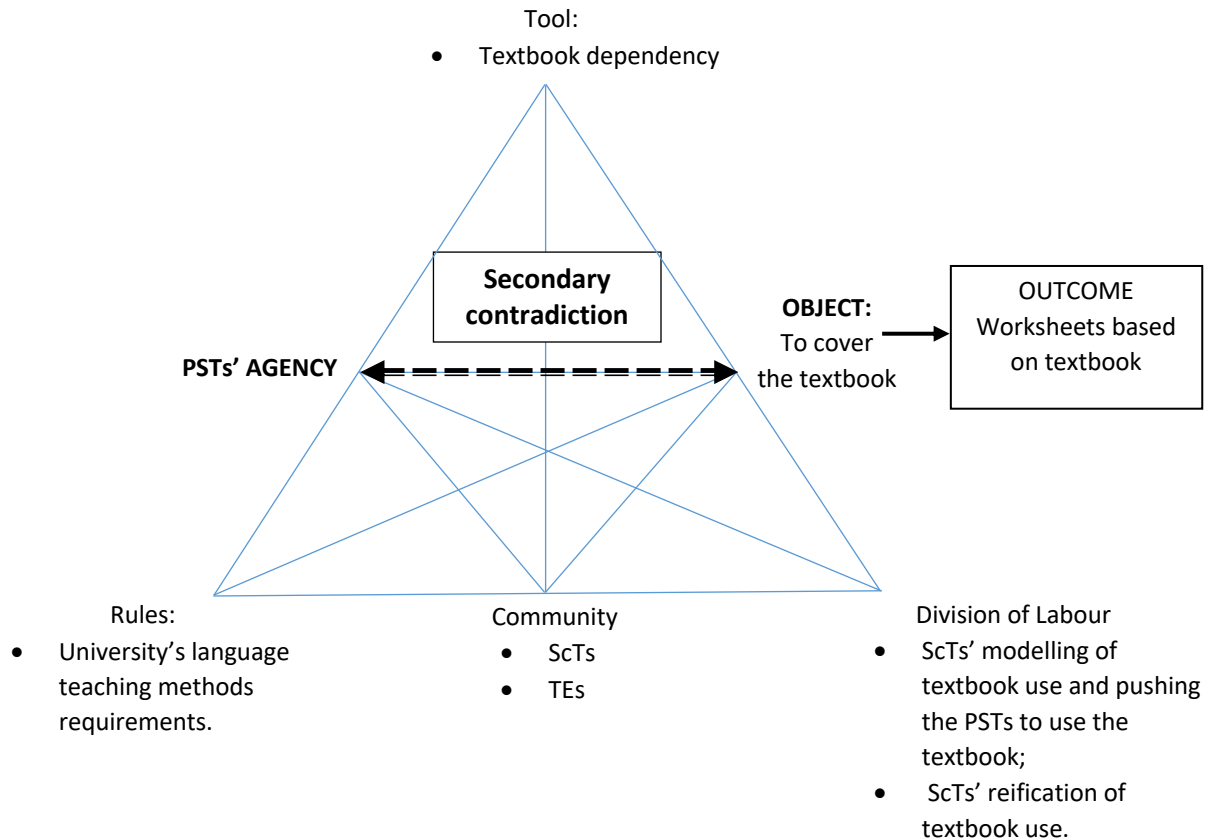 Tool:
• Textbook dependency
Secondary
contradiction
PSTs’ AGENCY
OBJECT:
To cover
the textbook
OUTCOME
Worksheets based
on textbook
Rules:
• University’s language
teaching methods
requirements.
Community
• ScTs
• TEs
Division of Labour
• ScTs’ modelling of
textbook use and pushing
the PSTs to use the
textbook;
• ScTs’ reification of
textbook use.